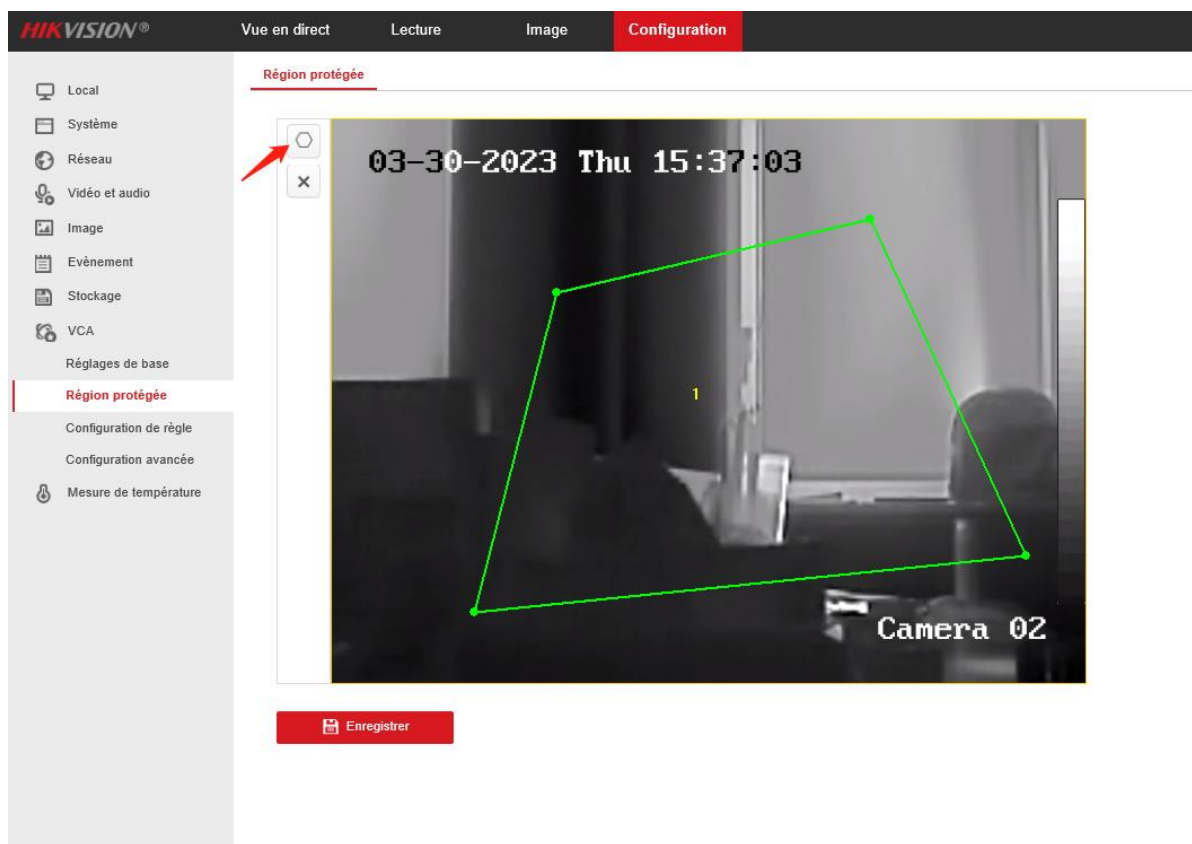 HIKVISION®
Vue en direct Lecture Image Configuration
Région protégée
Local
Système
Réseau
Vidéo et audio
Image
Evènement
Stockage
VCA
Réglages de base
Région protégée
Configuration de règle
Configuration avancée
Mesure de température
03-30-2023 Thu 15:37:03
1
Camera 02
Enregistrer